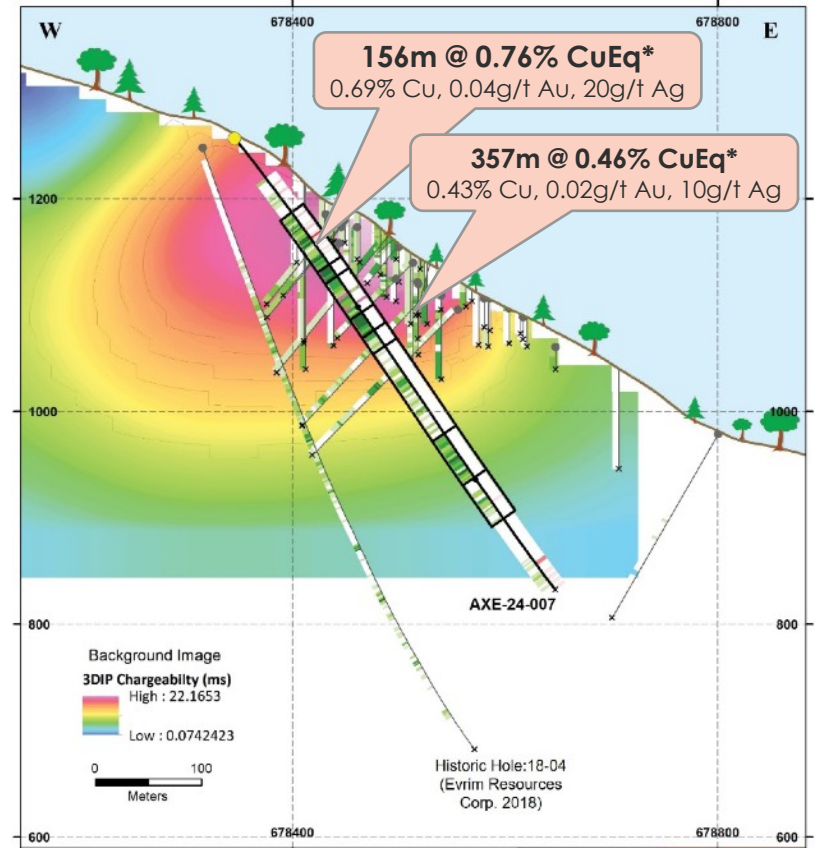 678400
678800
W
E
156m @ 0.76% CuEq*
0.69% Cu, 0.04g/t Au, 20g/t Ag
357m @ 0.46% CuEq*
0.43% Cu, 0.02g/t Au, 10g/t Ag
1200
1000
1000
AXE-24-007
800
800
Background Image
3DIP Chargeabilty (ms)
High : 22.1653
Low : 0.0742423
0
100
Meters
Historic Hole:18-04
(Evrim Resources
Corp. 2018)
678400
678800
600
600